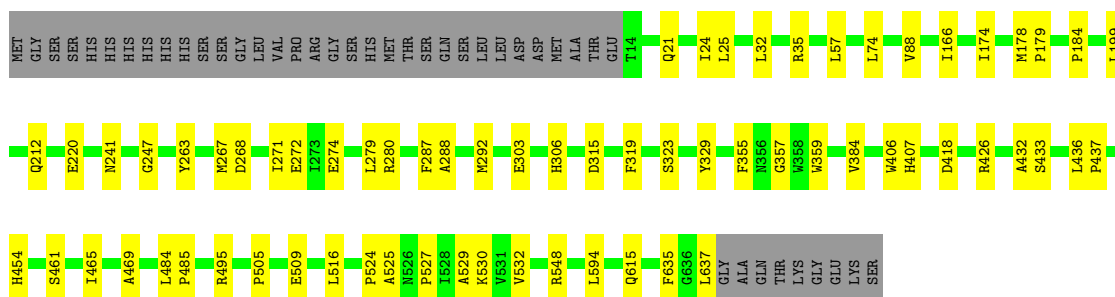 MET GLY SER SER HIS HIS HIS HIS HIS HIS SER SER GLY LEU VAL PRO ARG GLY SER HIS MET THR SER GLN SER LEU LEU ASP ASP MET ALA THR GLU T14 Q21 I24 L25 L32 R35 L57 L74 V88 I166 I174 M178 P179 P184 L199
Q212 E220 N241 G247 Y263 M267 D268 I271 E272 I273 E274 L279 R280 F287 A288 M292 E303 H306 D315 F319 S323 Y329 F355 N356 G357 W358 W359 V384 W406 H407 D418 R426 A432 S433 L436 P437
H454 S461 I465 A469 L484 P485 R495 P505 E509 L516 P524 A525 N526 P527 I528 A529 K530 V531 V532 R548 L594 Q615 F635 G636 L637 GLY ALA GLN THR LYS GLY GLU LYS SER